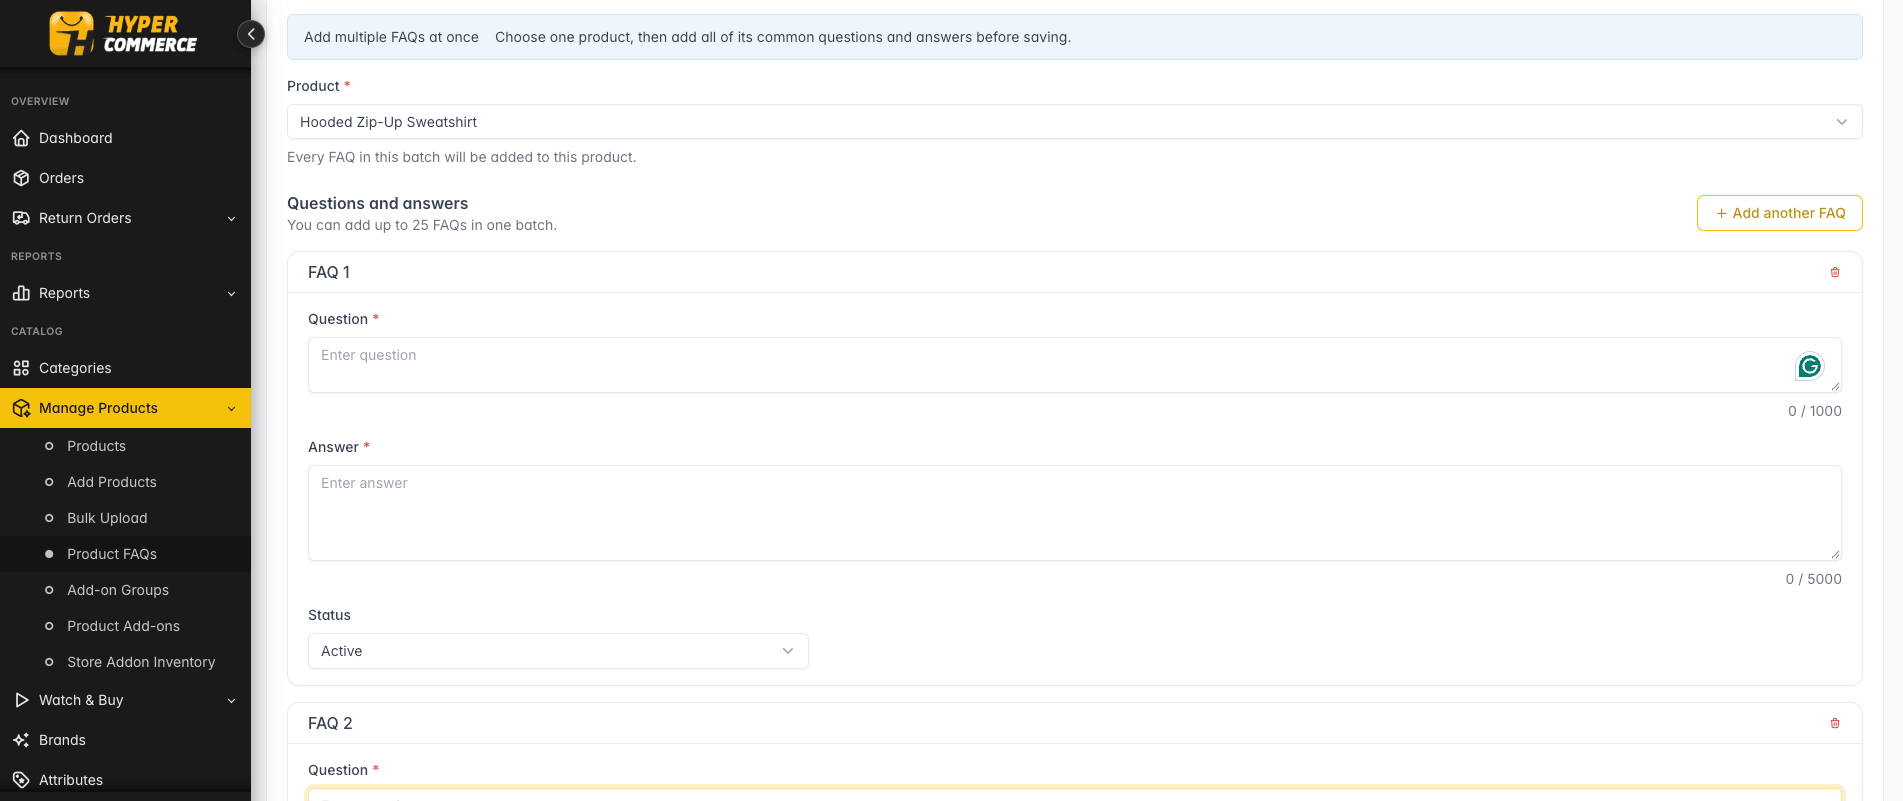 HYPER
COMMERCE
OVERVIEW
Dashboard
Orders
Return Orders
REPORTS
Reports
CATALOG
Categories
Manage Products
Products
Add Products
Bulk Upload
Product FAQs
Add-on Groups
Product Add-ons
Store Addon Inventory
Watch & Buy
Brands
Attributes
Add multiple FAQs at once Choose one product, then add all of its common questions and answers before saving.
Product *
Hooded Zip-Up Sweatshirt
Every FAQ in this batch will be added to this product.
Questions and answers
You can add up to 25 FAQs in one batch.
+ Add another FAQ
FAQ 1
Question *
Enter question
0 / 1000
Answer *
Enter answer
0 / 5000
Status
Active
FAQ 2
Question *